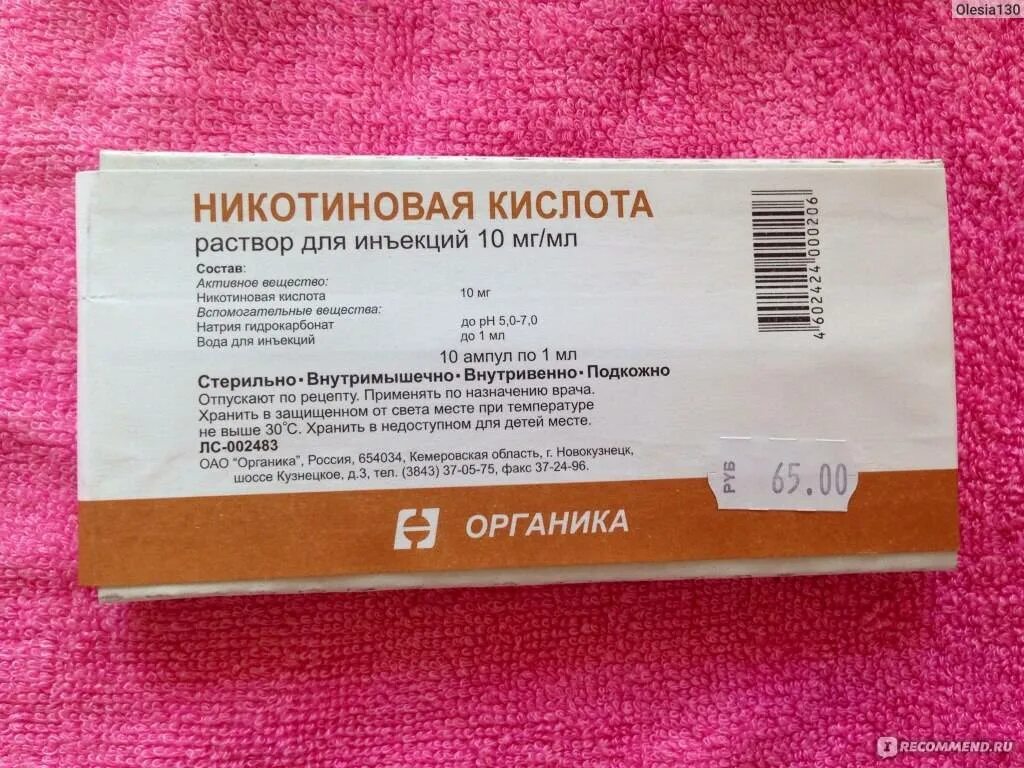 Olesia130
НИКОТИНОВАЯ КИСЛОТА
раствор для инъекций 10 мг/мл
Состав:
Активное вещество:
Никотиновая кислота 10 мг
Вспомогательные вещества:
Натрия гидрокарбонат до pH 5,0-7,0
Вода для инъекций до 1 мл
10 ампул по 1 мл
Стерильно • Внутримышечно • Внутривенно • Подкожно
Отпускают по рецепту. Применять по назначению врача.
Хранить в защищенном от света месте при температуре
не выше 30°С. Хранить в недоступном для детей месте.
ЛС-002483
ОАО "Органика", Россия, 654034, Кемеровская область, г. Новокузнецк,
шоссе Кузнецкое, д.3, тел. (3843) 37-05-75, факс 37-24-96.
4 602424 000206
РУБ 65.00
ОРГАНИКА
RECOMMEND.RU